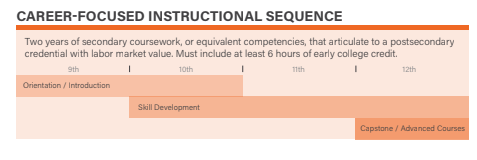 CAREER-FOCUSED INSTRUCTIONAL SEQUENCE
Two years of secondary coursework, or equivalent competencies, that articulate to a postsecondary
credential with labor market value. Must include at least 6 hours of early college credit.
9th 10th 11th 12th
Orientation / Introduction
Skill Development
Capstone / Advanced Courses